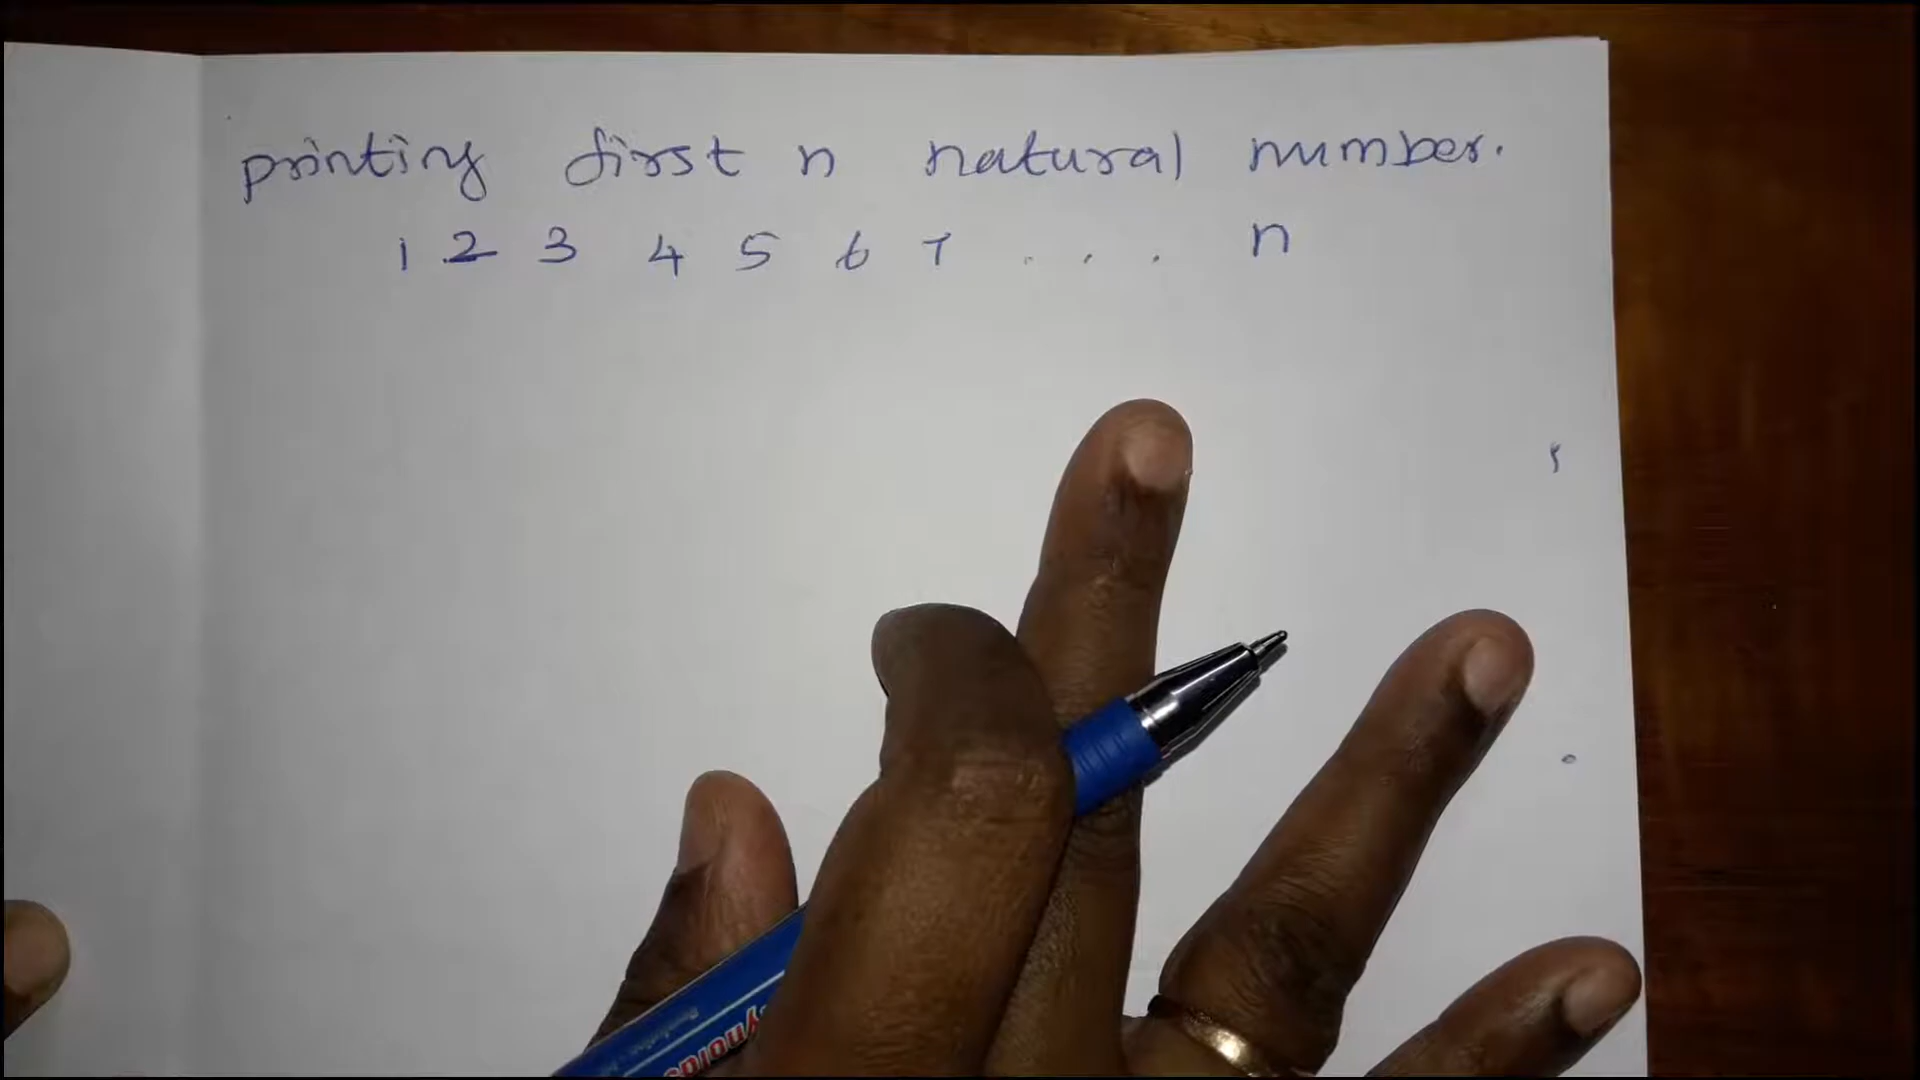 printing first n natural number.
1 2 3 4 5 6 7 . . . n